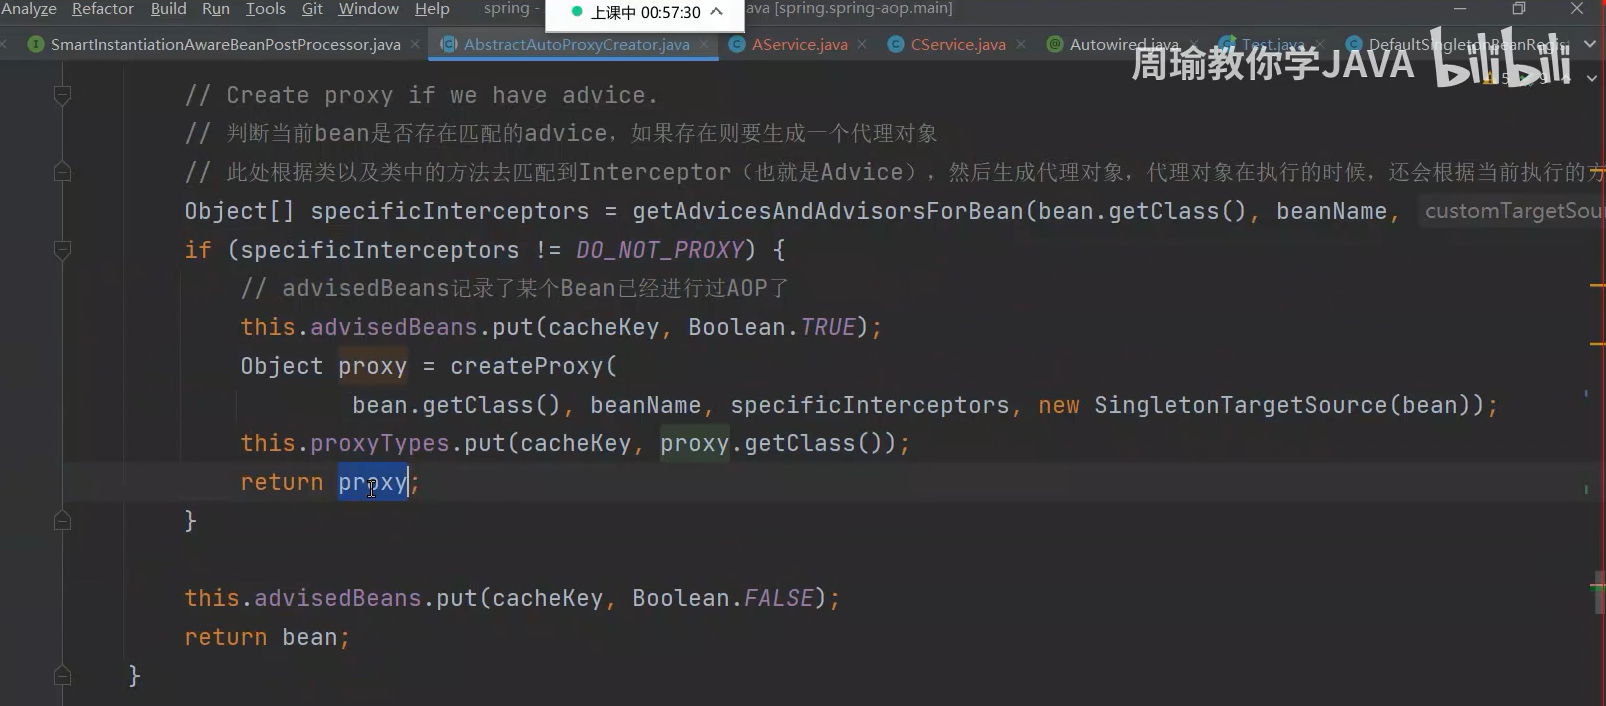 Analyze Refactor Build Run Tools Git Window Help spring - ava [spring.spring-aop.main]
上课中 00:57:30
SmartInstantiationAwareBeanPostProcessor.java AbstractAutoProxyCreator.java AService.java CService.java Autowired.java Test.java DefaultSingletonBeanRegis
周瑜教你学JAVA bilibili
// Create proxy if we have advice.
// 判断当前bean是否存在匹配的advice，如果存在则要生成一个代理对象
// 此处根据类以及类中的方法去匹配到Interceptor（也就是Advice），然后生成代理对象，代理对象在执行的时候，还会根据当前执行的方
Object[] specificInterceptors = getAdvicesAndAdvisorsForBean(bean.getClass(), beanName, customTargetSou
if (specificInterceptors != DO_NOT_PROXY) {
// advisedBeans记录了某个Bean已经进行过AOP了
this.advisedBeans.put(cacheKey, Boolean.TRUE);
Object proxy = createProxy(
bean.getClass(), beanName, specificInterceptors, new SingletonTargetSource(bean));
this.proxyTypes.put(cacheKey, proxy.getClass());
return proxy;
}
this.advisedBeans.put(cacheKey, Boolean.FALSE);
return bean;
}